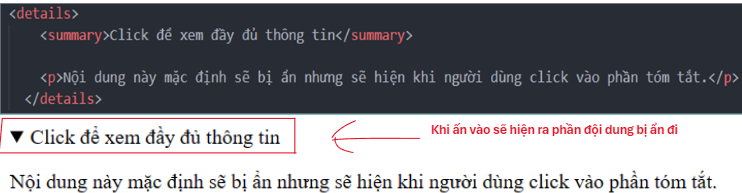 <details>
<summary>Click để xem đầy đủ thông tin</summary>
<p>Nội dung này mặc định sẽ bị ẩn nhưng sẽ hiện khi người dùng click vào phần tóm tắt.</p>
</details>
▼ Click để xem đầy đủ thông tin
Khi ấn vào sẽ hiện ra phần đội dung bị ẩn đi
Nội dung này mặc định sẽ bị ẩn nhưng sẽ hiện khi người dùng click vào phần tóm tắt.